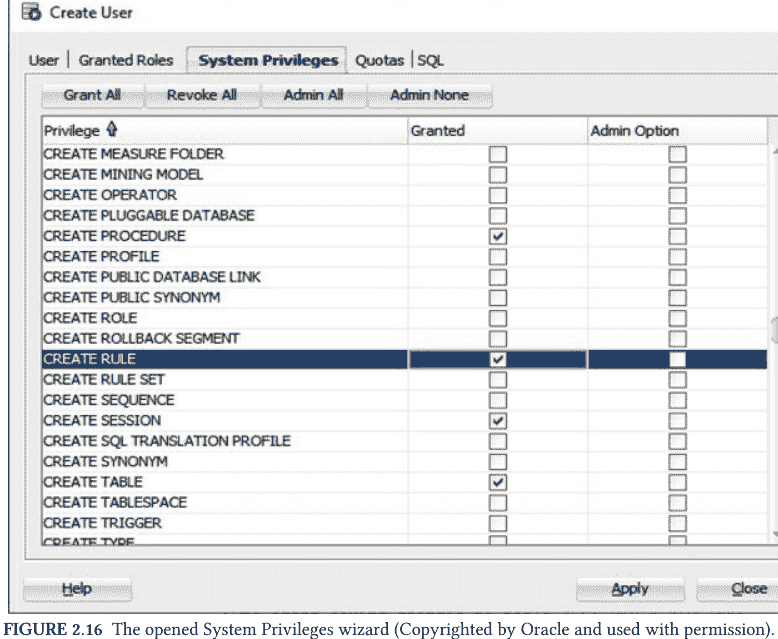 Create User
User Granted Roles System Privileges Quotas SQL
Grant All Revoke All Admin All Admin None
Privilege Granted Admin Option
CREATE MEASURE FOLDER
CREATE MINING MODEL
CREATE OPERATOR
CREATE PLUGGABLE DATABASE
CREATE PROCEDURE
CREATE PROFILE
CREATE PUBLIC DATABASE LINK
CREATE PUBLIC SYNONYM
CREATE ROLE
CREATE ROLLBACK SEGMENT
CREATE RULE
CREATE RULE SET
CREATE SEQUENCE
CREATE SESSION
CREATE SQL TRANSLATION PROFILE
CREATE SYNONYM
CREATE TABLE
CREATE TABLESPACE
CREATE TRIGGER
CREATE TYPE
Help Apply Close
FIGURE 2.16 The opened System Privileges wizard (Copyrighted by Oracle and used with permission).